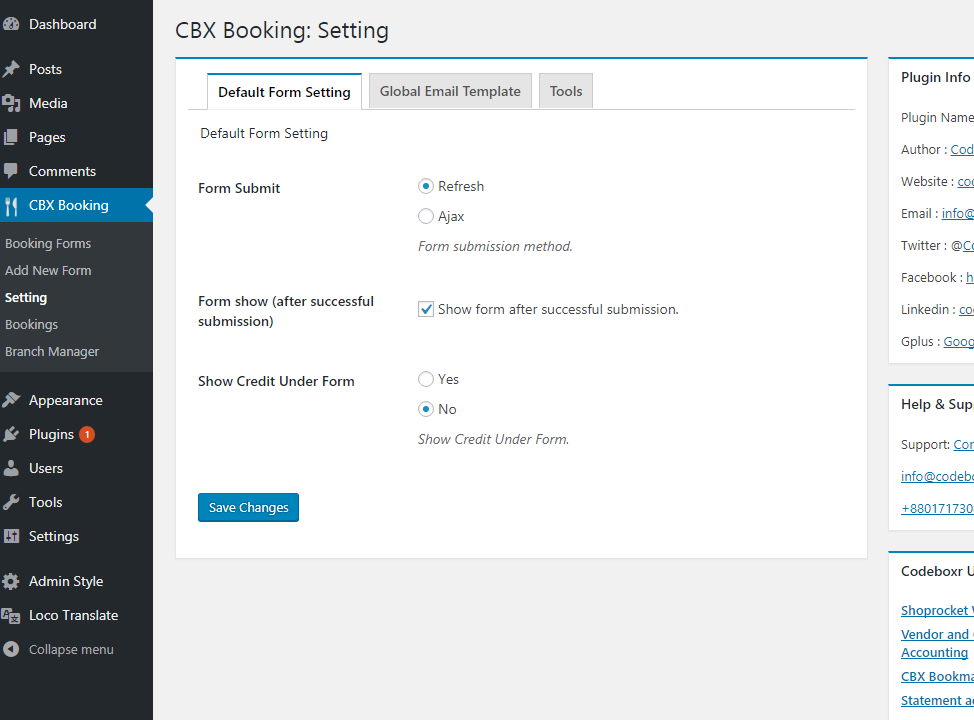 Dashboard
Posts
Media
Pages
Comments
CBX Booking
Booking Forms
Add New Form
Setting
Bookings
Branch Manager
Appearance
Plugins 1
Users
Tools
Settings
Admin Style
Loco Translate
Collapse menu
CBX Booking: Setting
Default Form Setting
Global Email Template
Tools
Default Form Setting
Form Submit
Refresh
Ajax
Form submission method.
Form show (after successful
submission)
Show form after successful submission.
Show Credit Under Form
Yes
No
Show Credit Under Form.
Save Changes
Plugin Info
Plugin Name
Author : Cod
Website : co
Email : info@
Twitter : @Co
Facebook : h
Linkedin : co
Gplus : Goog
Help & Sup
Support: Con
info@codebo
+880171730
Codeboxr U
Shoprocket
Vendor and
Accounting
CBX Bookma
Statement a